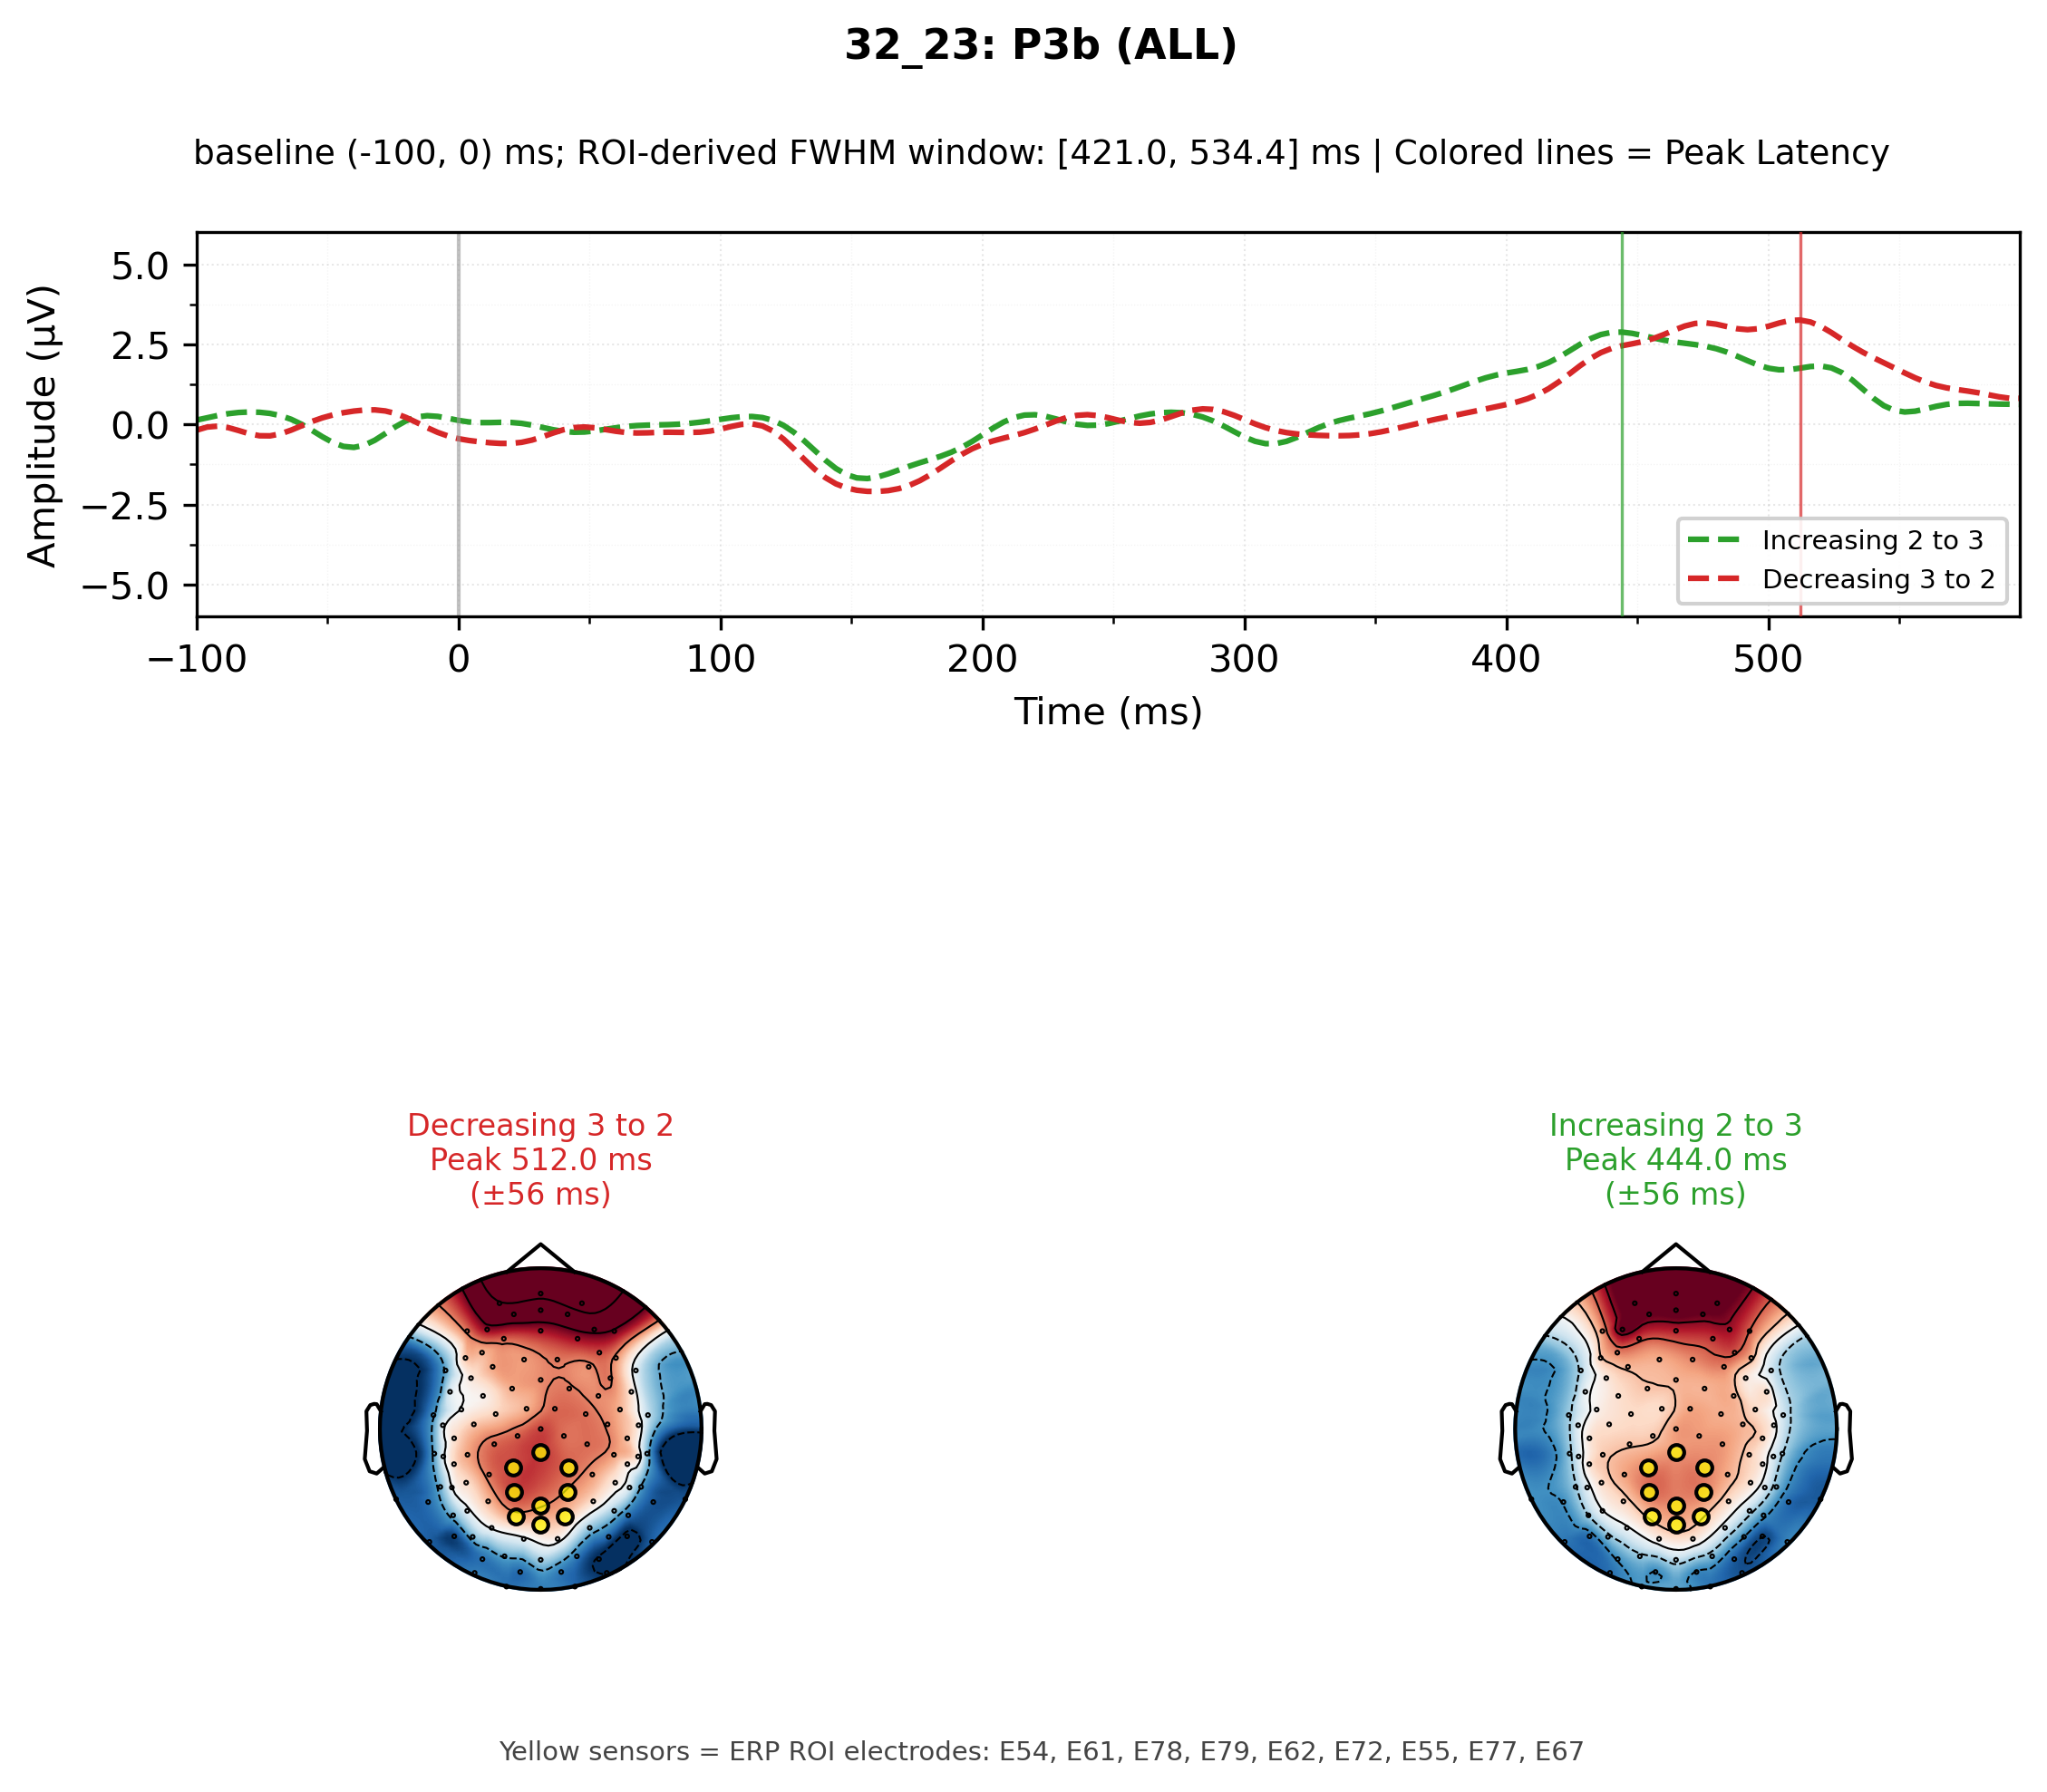 32_23: P3b (ALL)
baseline (-100, 0) ms; ROI-derived FWHM window: [421.0, 534.4] ms | Colored lines = Peak Latency
Amplitude (µV)
5.0
2.5
0.0
−2.5
−5.0
Increasing 2 to 3
Decreasing 3 to 2
−100 0 100 200 300 400 500
Time (ms)
Decreasing 3 to 2
Peak 512.0 ms
(±56 ms)
Increasing 2 to 3
Peak 444.0 ms
(±56 ms)
Yellow sensors = ERP ROI electrodes: E54, E61, E78, E79, E62, E72, E55, E77, E67